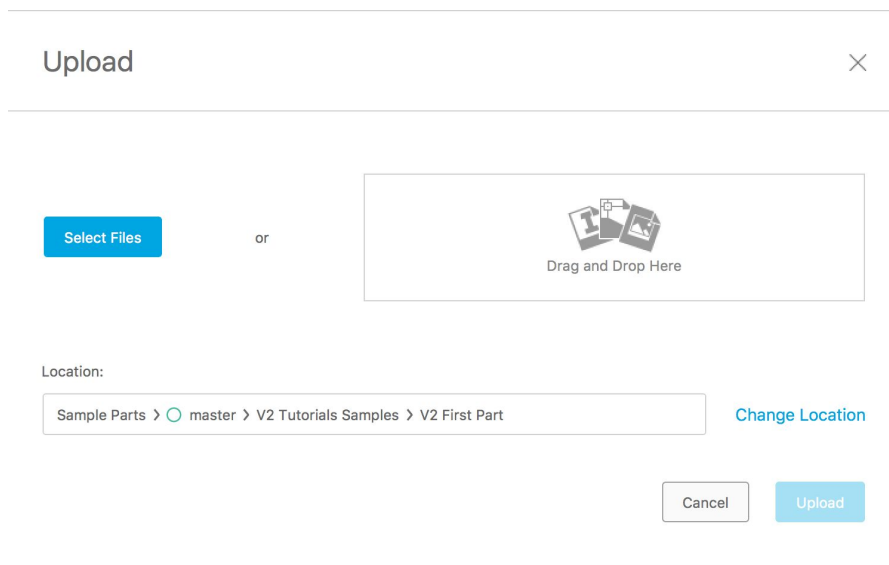 Upload
Select Files
or
Drag and Drop Here
Location:
Sample Parts > master > V2 Tutorials Samples > V2 First Part
Change Location
Cancel
Upload